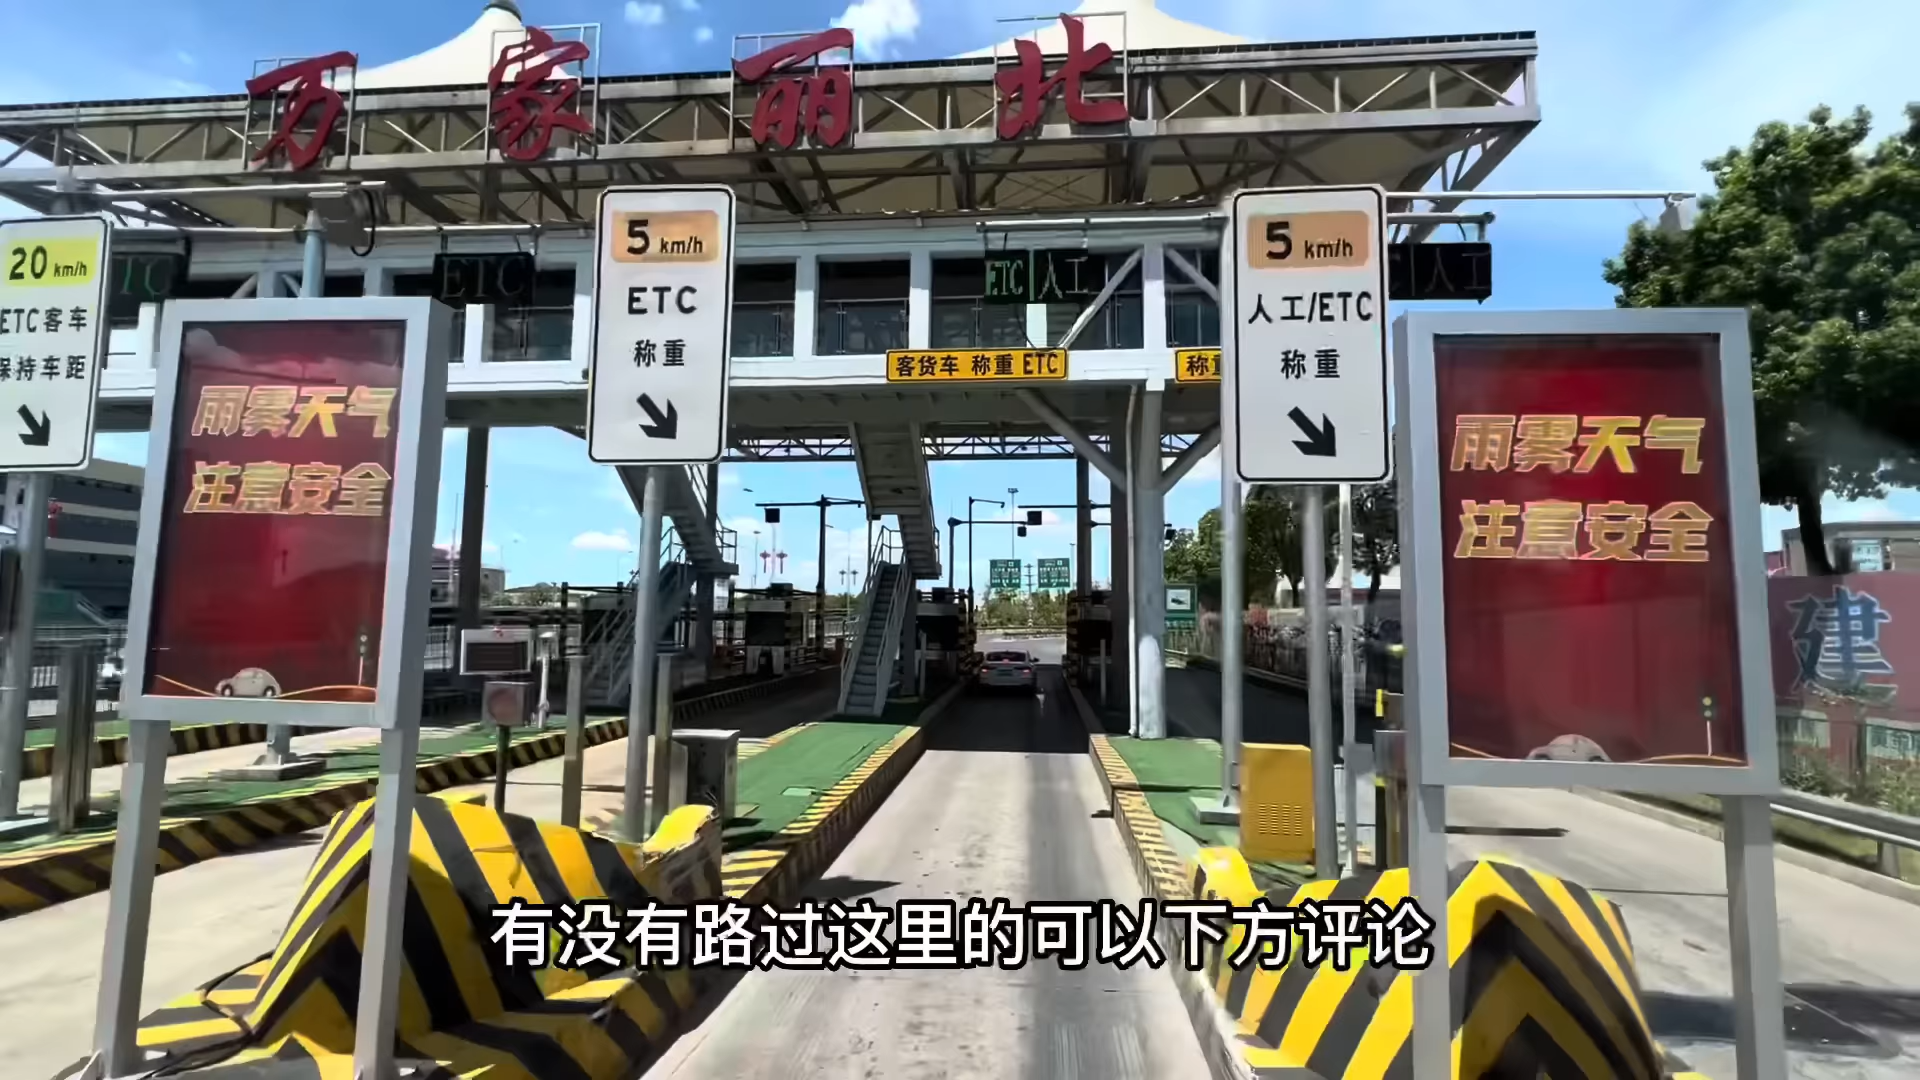 万家丽北
20 km/h
ETC客车
保持车距
5 km/h
ETC
称重
5 km/h
人工/ETC
称重
ETC
ETC
ETC 人工
人工
客货车 称重 ETC
称重
雨雾天气
注意安全
雨雾天气
注意安全
建
有没有路过这里的可以下方评论